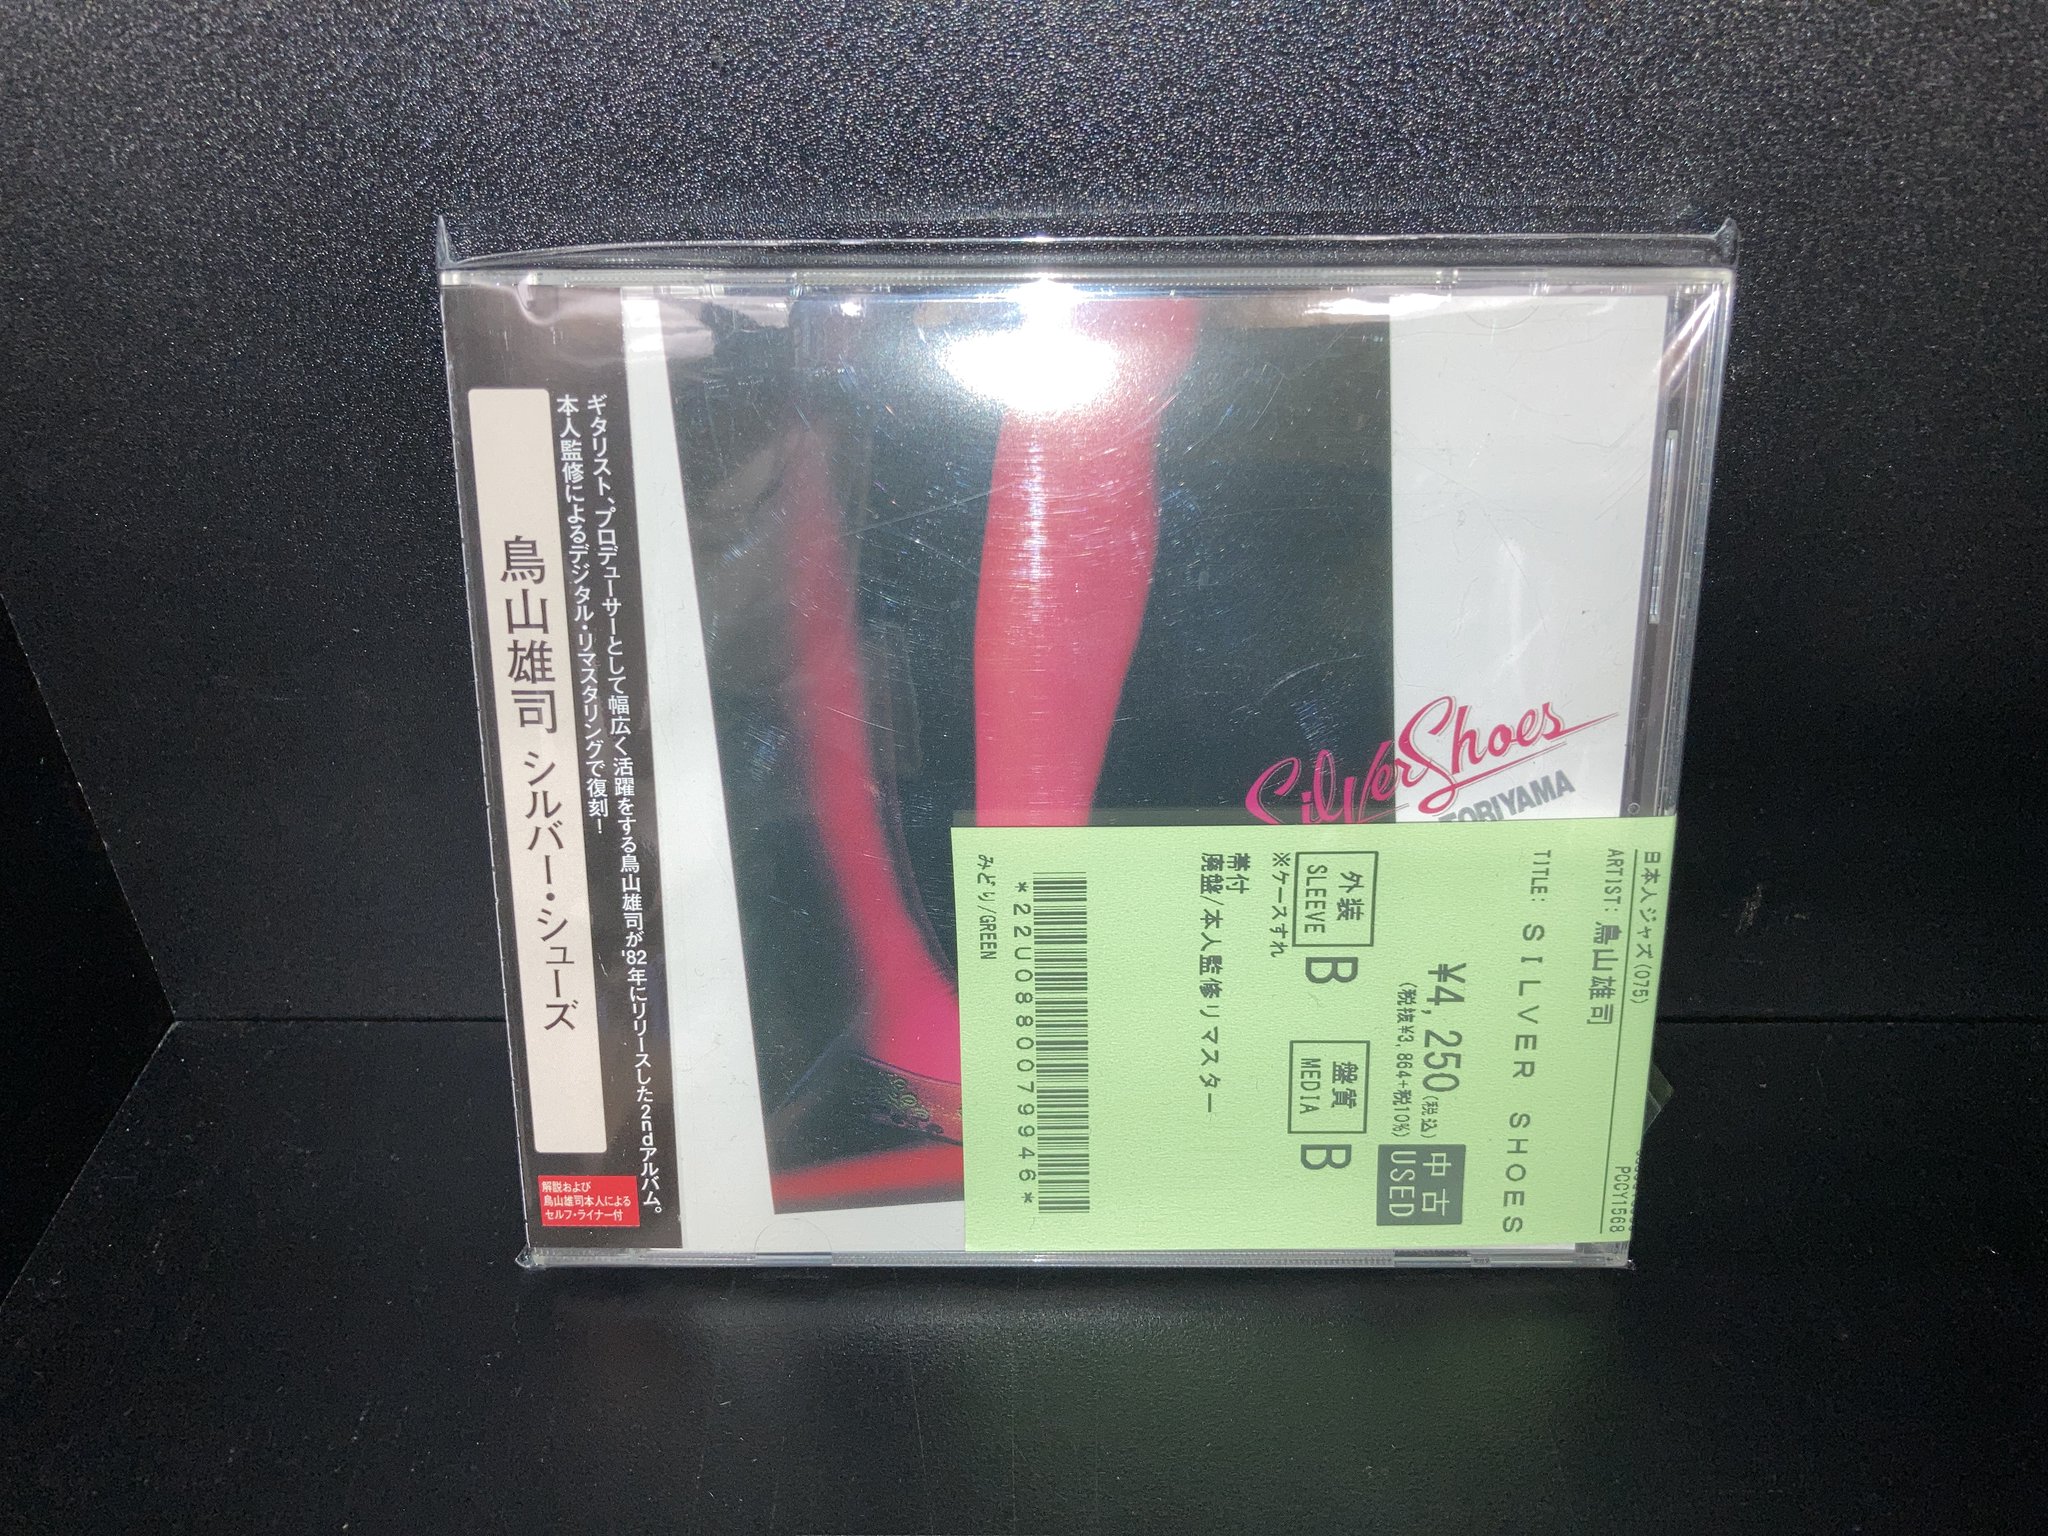 鳥山雄司 シルバー・シューズ
ギタリスト、プロデューサーとして幅広く活躍をする鳥山雄司が'82年にリリースした2ndアルバム。
本人監修によるデジタル・リマスタリングで復刻!
解説および
鳥山雄司本人による
セルフ・ライナー付
Silver Shoes
TORIYAMA
日本人ジャズ(075)
ARTIST: 鳥山雄司
PCCY1568
TITLE: SILVER SHOES
¥4,250(税込)
(税抜¥3,864+税10%)
中古
USED
外装
SLEEVE
B
盤質
MEDIA
B
※ケースすれ
帯付
廃盤/本人監修リマスター
*22U0880079946*
みどり/GREEN